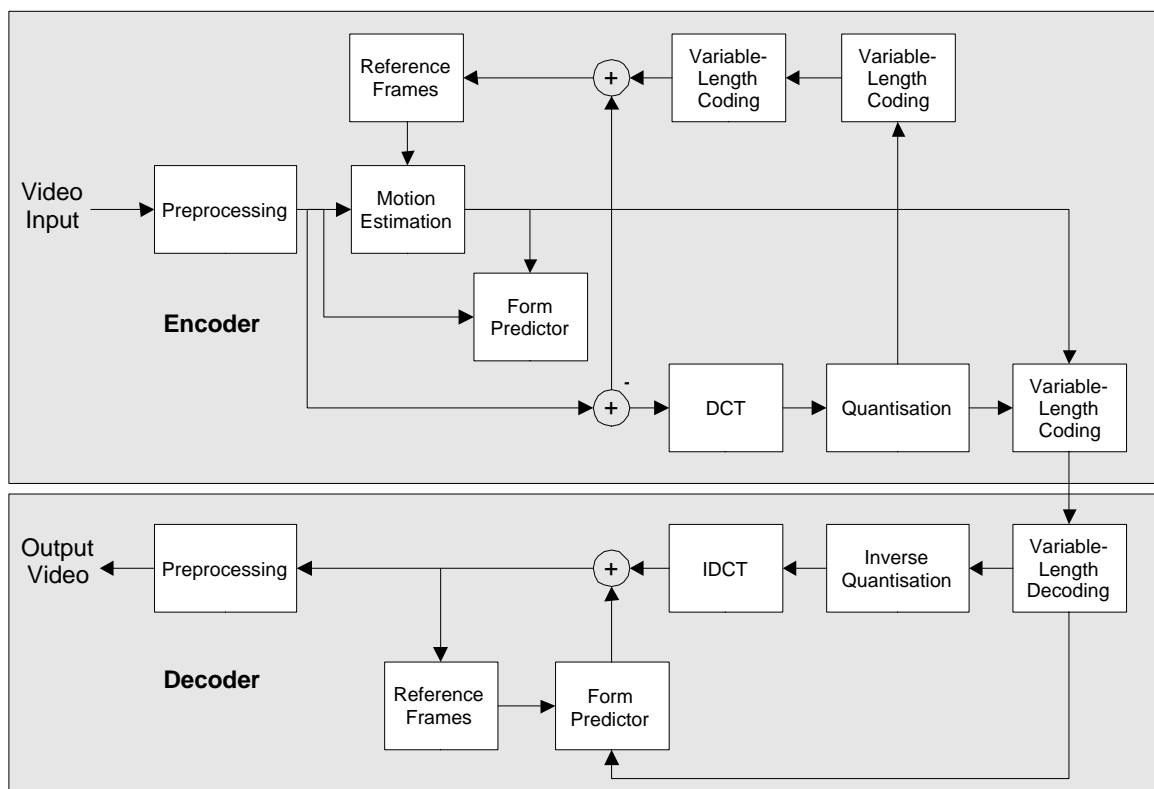 Reference
Frames
+
Variable-
Length
Coding
Variable-
Length
Coding
Video
Input
Preprocessing
Motion
Estimation
Encoder
Form
Predictor
-
+
DCT
Quantisation
Variable-
Length
Coding
Output
Video
Preprocessing
+
IDCT
Inverse
Quantisation
Variable-
Length
Decoding
Decoder
Reference
Frames
Form
Predictor